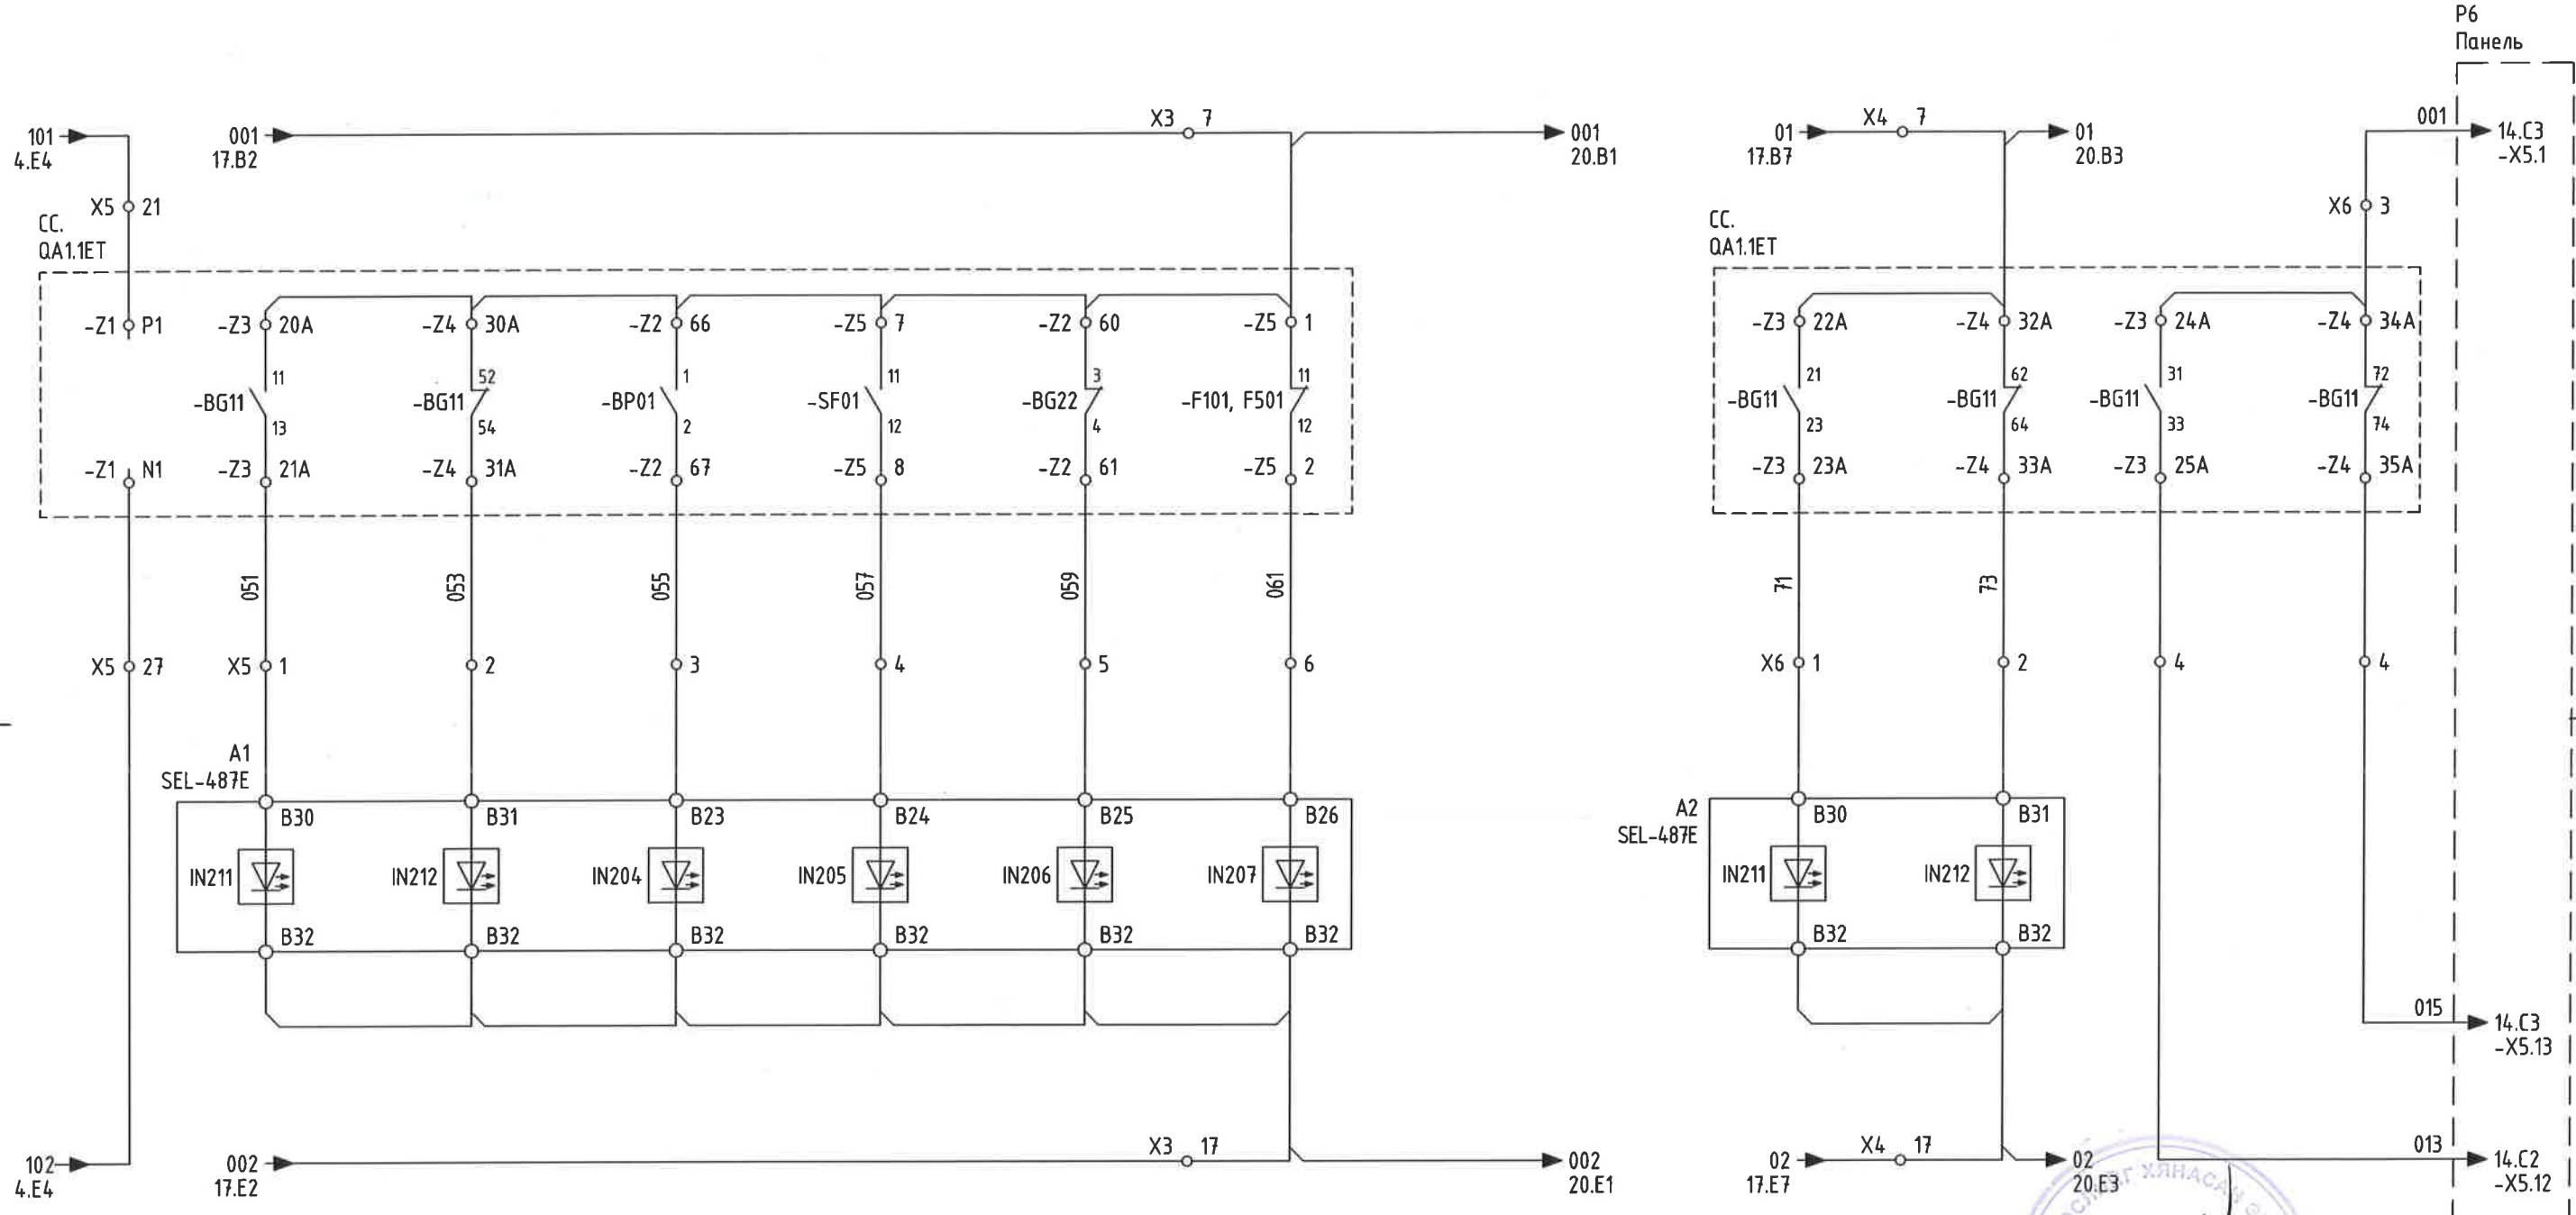 P6
Панель
101
4.E4
001
17.B2
X3 7
001
20.B1
01
17.B7
X4 7
01
20.B3
001
14.C3
-X5.1
X5 21
X6 3
CC.
QA1.1ET
CC.
QA1.1ET
-Z1 P1
-Z3 20A
-Z4 30A
-Z2 66
-Z5 7
-Z2 60
-Z5 1
-Z3 22A
-Z4 32A
-Z3 24A
-Z4 34A
11
52
1
11
3
11
21
62
31
72
-BG11
-BG11
-BP01
-SF01
-BG22
-F101, F501
-BG11
-BG11
-BG11
-BG11
13
54
2
12
4
12
23
64
33
74
-Z1 N1
-Z3 21A
-Z4 31A
-Z2 67
-Z5 8
-Z2 61
-Z5 2
-Z3 23A
-Z4 33A
-Z3 25A
-Z4 35A
051
053
055
057
059
061
71
73
X5 27
X5 1
2
3
4
5
6
X6 1
2
4
4
A1
SEL-487E
A2
SEL-487E
B30
B31
B23
B24
B25
B26
B30
B31
IN211
IN212
IN204
IN205
IN206
IN207
IN211
IN212
B32
B32
B32
B32
B32
B32
B32
B32
015
14.C3
-X5.13
102
4.E4
002
17.E2
X3 17
002
20.E1
02
17.E7
X4 17
02
20.E3
013
14.C2
-X5.12
ХЯНАСАН